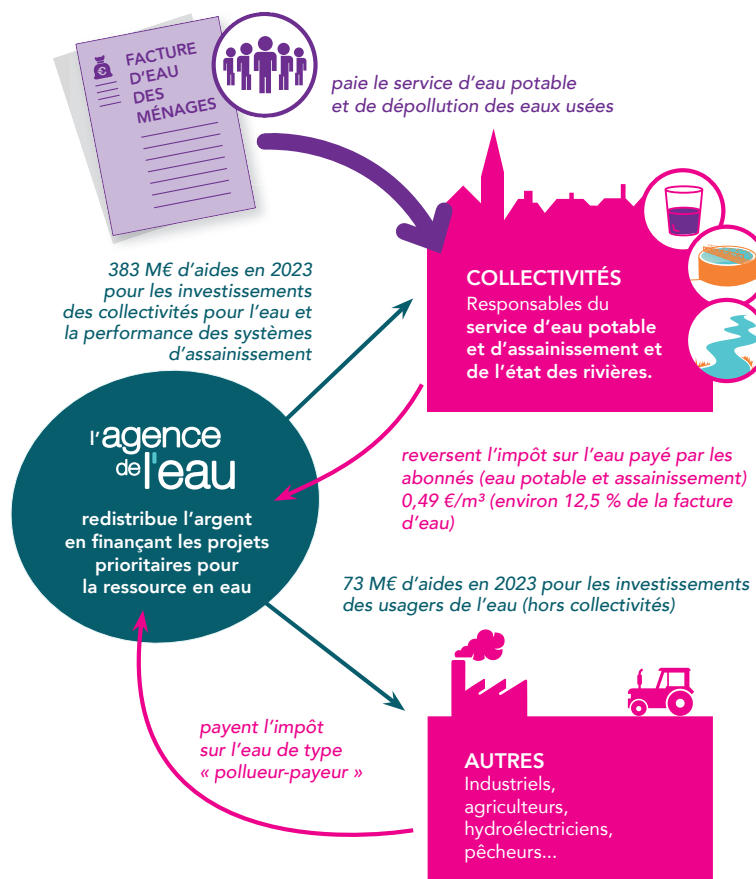 FACTURE
D'EAU
DES
MÉNAGES
€
paie le service d'eau potable
et de dépollution des eaux usées
383 M€ d'aides en 2023
pour les investissements
des collectivités pour l'eau et
la performance des systèmes
d'assainissement
COLLECTIVITÉS
Responsables du
service d'eau potable
et d'assainissement et
de l'état des rivières.
l'agence
de l'eau
redistribue l'argent
en finançant les projets
prioritaires pour
la ressource en eau
reversent l'impôt sur l'eau payé par les
abonnés (eau potable et assainissement)
0,49 €/m³ (environ 12,5 % de la facture
d'eau)
73 M€ d'aides en 2023 pour les investissements
des usagers de l'eau (hors collectivités)
payent l'impôt
sur l'eau de type
« pollueur-payeur »
AUTRES
Industriels,
agriculteurs,
hydroélectriciens,
pêcheurs...